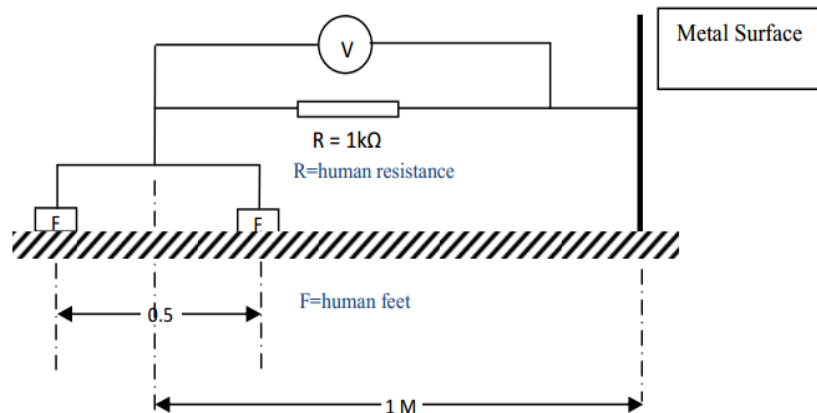 Metal Surface
V
R = 1kΩ
R=human resistance
F
F
F=human feet
0.5
1 M